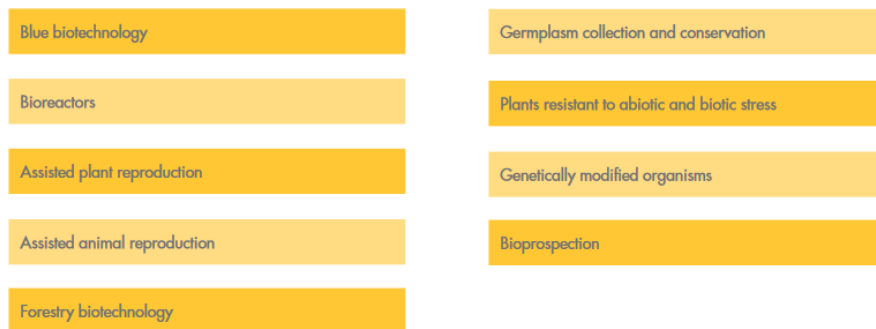 Blue biotechnology
Bioreactors
Assisted plant reproduction
Assisted animal reproduction
Forestry biotechnology
Germplasm collection and conservation
Plants resistant to abiotic and biotic stress
Genetically modified organisms
Bioprospection